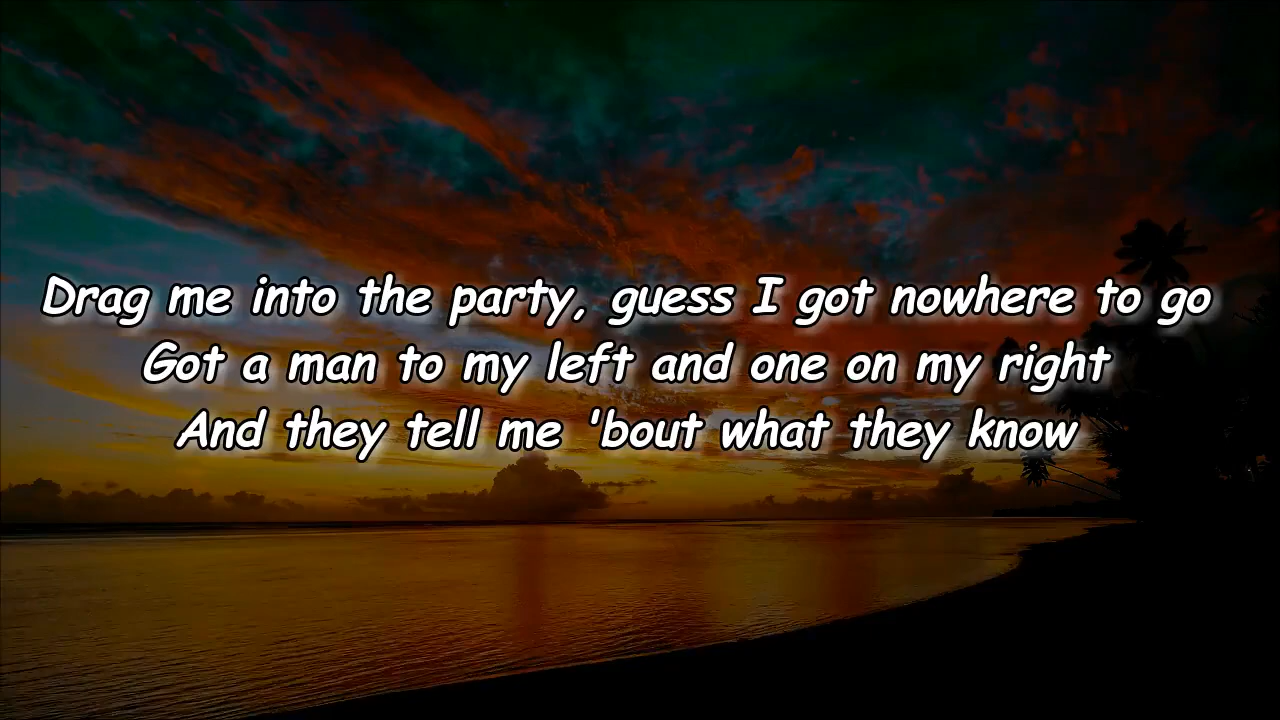 Drag me into the party, guess I got nowhere to go
Got a man to my left and one on my right
And they tell me 'bout what they know